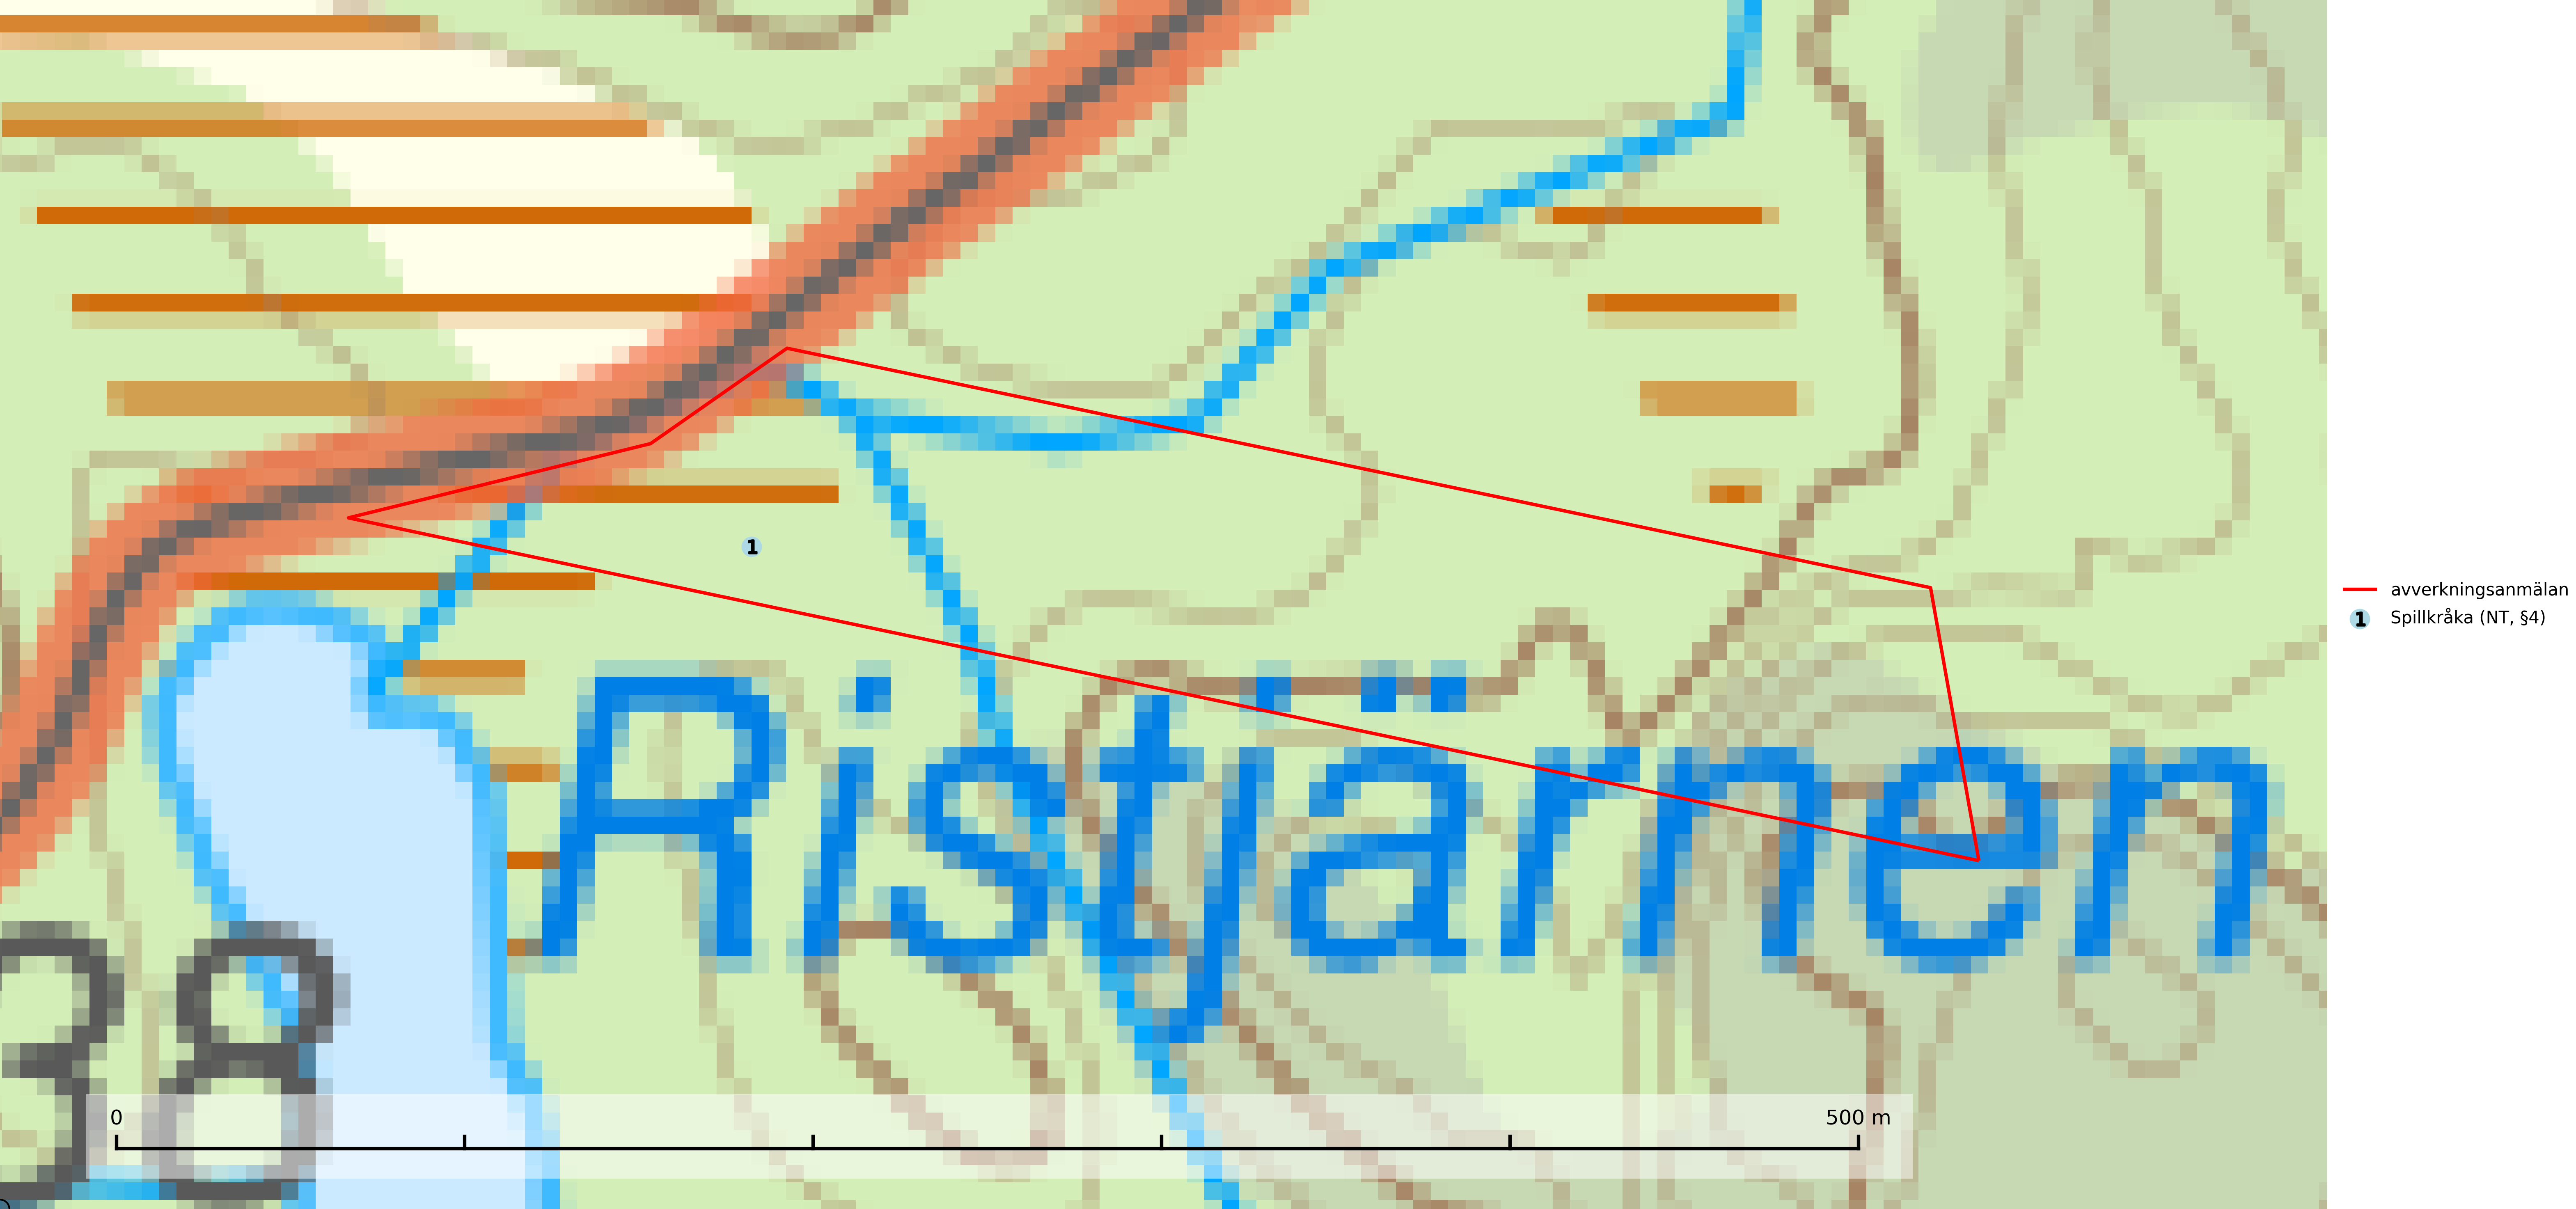 1
Ristjärnen
38
0 500 m
avverkningsanmälan
1 Spillkråka (NT, §4)